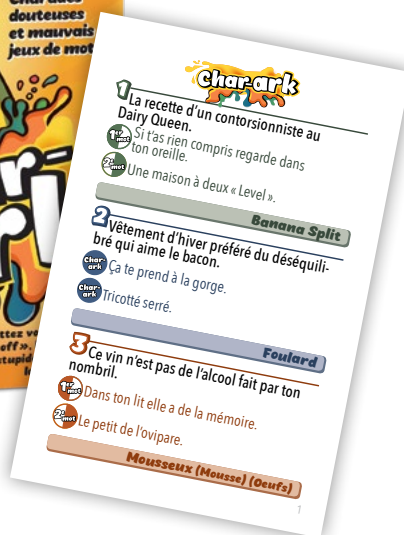 douteuses
et mauvais
jeux de mot
Char-ark
1
La recette d'un contorsionniste au
Dairy Queen.
1er mot
Si t'as rien compris regarde dans
ton oreille.
2e mot
Une maison à deux « Level ».
Banana Split
2
Vêtement d'hiver préféré du déséquili-
bré qui aime le bacon.
Char-ark
Ça te prend à la gorge.
Char-ark
Tricotté serré.
Foulard
3
Ce vin n'est pas de l'alcool fait par ton
nombril.
1er mot
Dans ton lit elle a de la mémoire.
2e mot
Le petit de l'ovipare.
Mousseux (Mousse) (Oeufs)
1